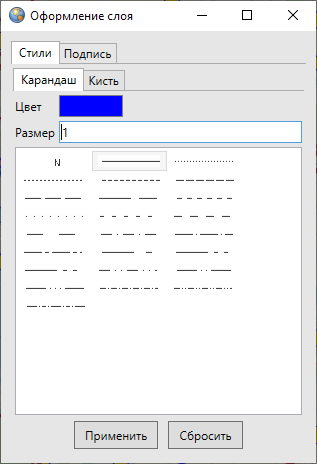 Оформление слоя
Стили Подпись
Карандаш Кисть
Цвет
Размер 1
N
Применить Сбросить